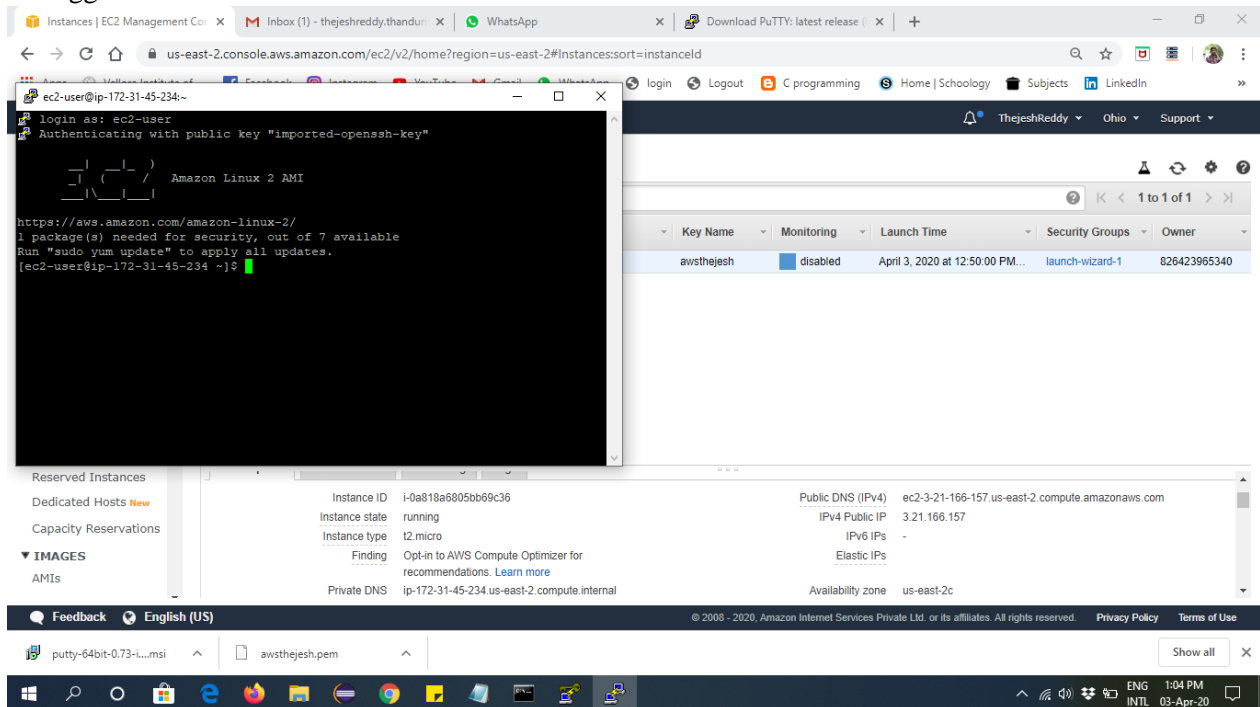 Instances | EC2 Management Con
Inbox (1) - thejeshreddy.thandur
WhatsApp
Download PuTTY: latest release (
us-east-2.console.aws.amazon.com/ec2/v2/home?region=us-east-2#Instances:sort=instanceId
login
Logout
C programming
Home | Schoology
Subjects
LinkedIn
»
ec2-user@ip-172-31-45-234:~
login as: ec2-user
Authenticating with public key "imported-openssh-key"
__|  __|_  )
_|  (     /   Amazon Linux 2 AMI
___|\___|___|
https://aws.amazon.com/amazon-linux-2/
1 package(s) needed for security, out of 7 available
Run "sudo yum update" to apply all updates.
[ec2-user@ip-172-31-45-234 ~]$
ThejeshReddy
Ohio
Support
1 to 1 of 1
Key Name
Monitoring
Launch Time
Security Groups
Owner
awsthejesh
disabled
April 3, 2020 at 12:50:00 PM...
launch-wizard-1
826423965340
Reserved Instances
Dedicated Hosts New
Capacity Reservations
IMAGES
AMIs
Instance ID i-0a818a6805bb69c36
Instance state running
Instance type t2.micro
Finding Opt-in to AWS Compute Optimizer for
recommendations. Learn more
Private DNS ip-172-31-45-234.us-east-2.compute.internal
Public DNS (IPv4) ec2-3-21-166-157.us-east-2.compute.amazonaws.com
IPv4 Public IP 3.21.166.157
IPv6 IPs -
Elastic IPs
Availability zone us-east-2c
Feedback
English (US)
© 2008 - 2020, Amazon Internet Services Private Ltd. or its affiliates. All rights reserved.
Privacy Policy
Terms of Use
putty-64bit-0.73-i....msi
awsthejesh.pem
Show all
ENG
INTL
1:04 PM
03-Apr-20